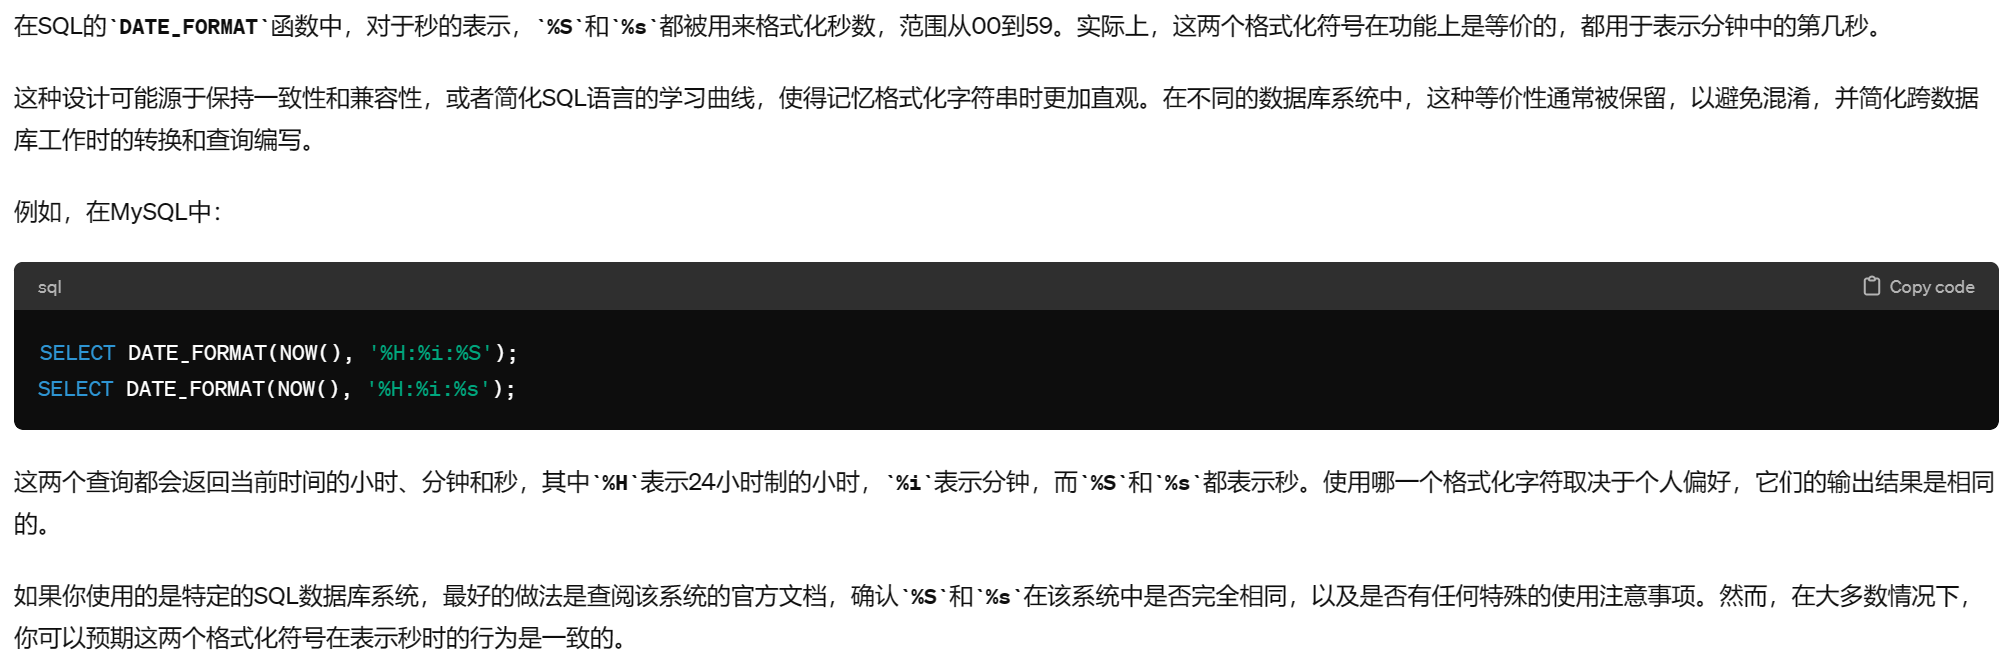 在SQL的`DATE_FORMAT`函数中，对于秒的表示，`%S`和`%s`都被用来格式化秒数，范围从00到59。实际上，这两个格式化符号在功能上是等价的，都用于表示分钟中的第几秒。
这种设计可能源于保持一致性和兼容性，或者简化SQL语言的学习曲线，使得记忆格式化字符串时更加直观。在不同的数据库系统中，这种等价性通常被保留，以避免混淆，并简化跨数据
库工作时的转换和查询编写。
例如，在MySQL中：
sql
Copy code
SELECT DATE_FORMAT(NOW(), '%H:%i:%S');
SELECT DATE_FORMAT(NOW(), '%H:%i:%s');
这两个查询都会返回当前时间的小时、分钟和秒，其中`%H`表示24小时制的小时，`%i`表示分钟，而`%S`和`%s`都表示秒。使用哪一个格式化字符取决于个人偏好，它们的输出结果是相同
的。
如果你使用的是特定的SQL数据库系统，最好的做法是查阅该系统的官方文档，确认`%S`和`%s`在该系统中是否完全相同，以及是否有任何特殊的使用注意事项。然而，在大多数情况下，
你可以预期这两个格式化符号在表示秒时的行为是一致的。